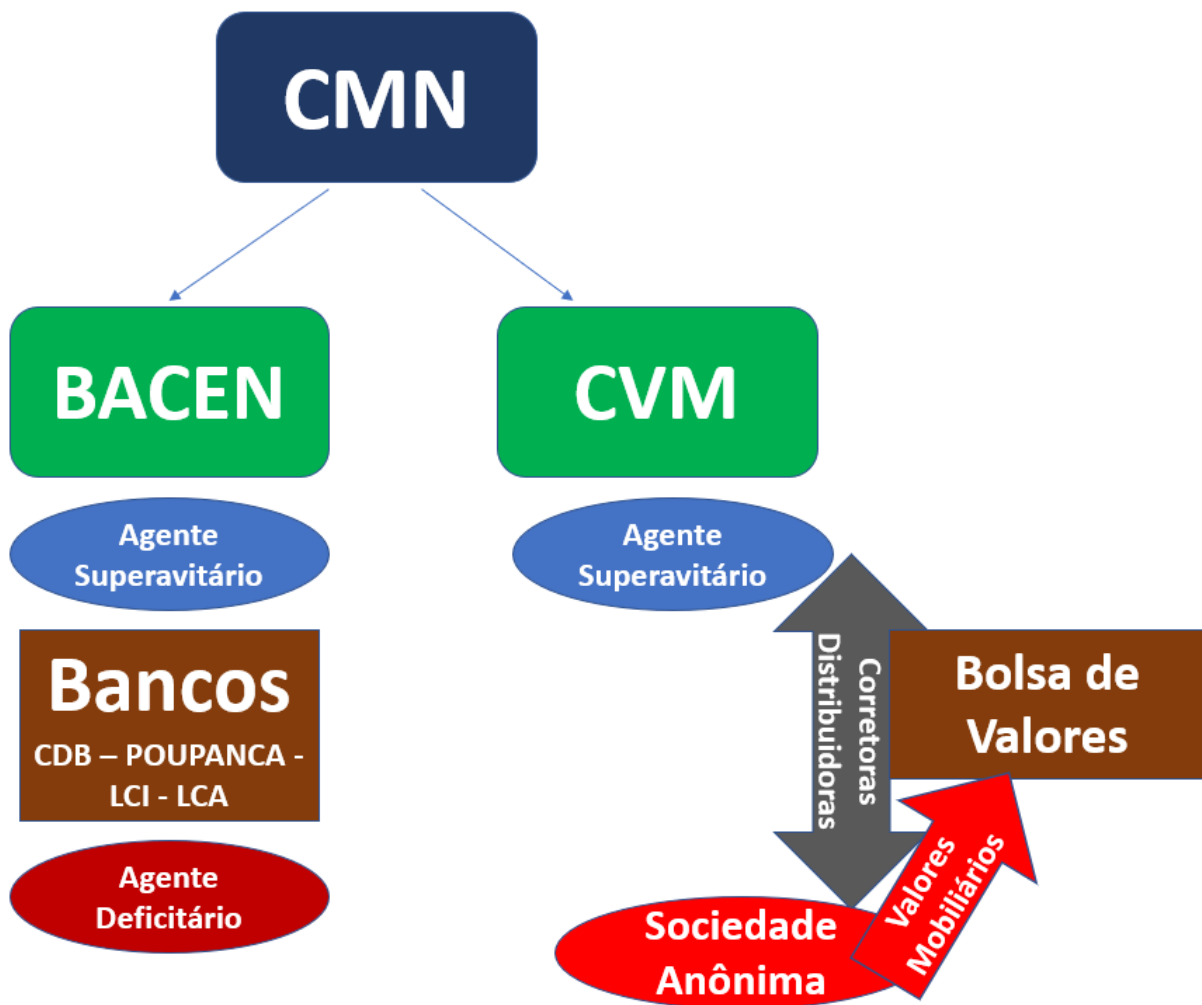 CMN
BACEN
CVM
Agente
Superavitário
Agente
Superavitário
Bancos
CDB – POUPANCA -
LCI - LCA
Corretoras
Distribuidoras
Bolsa de
Valores
Agente
Deficitário
Sociedade
Anônima
Valores
Mobiliários